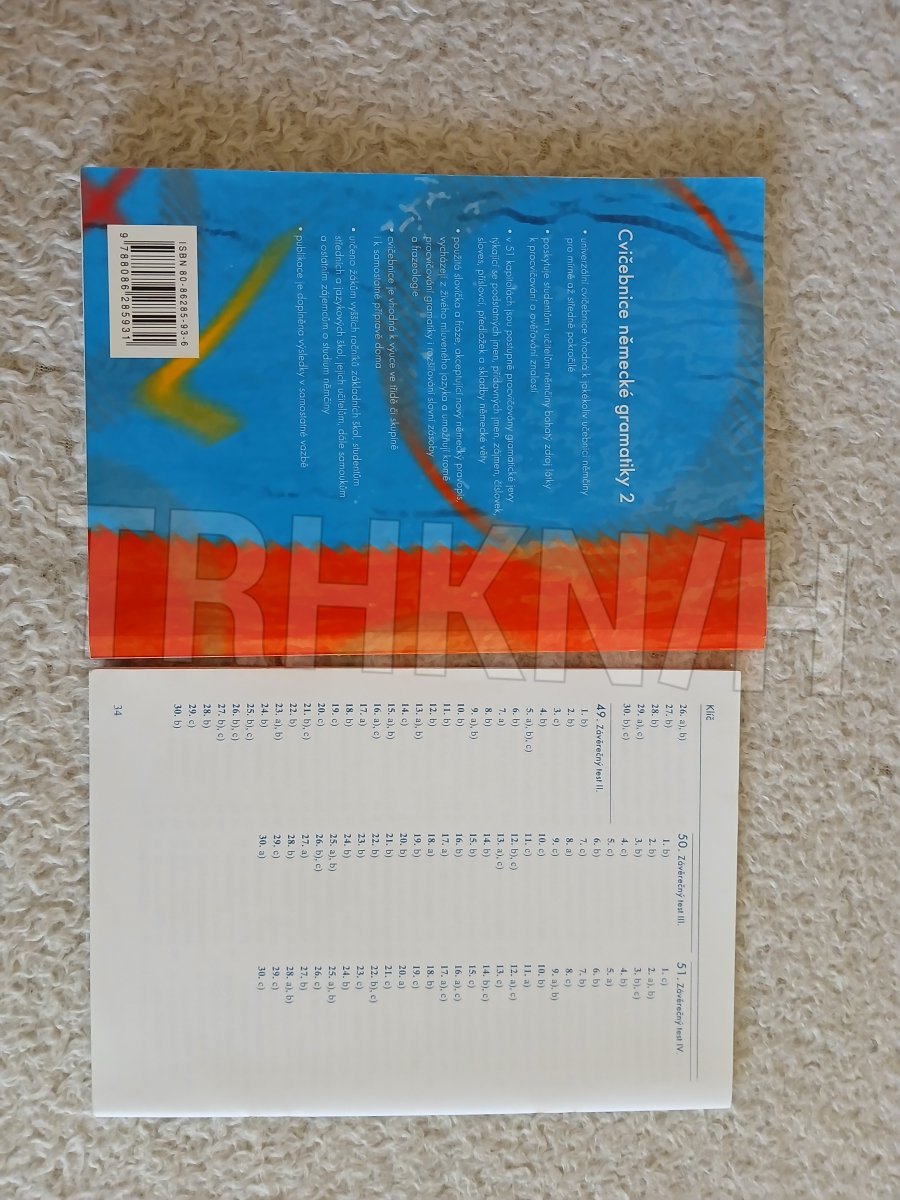 Cvičebnice německé gramatiky 2
• univerzální cvičebnice vhodná k jakékoliv učebnici němčiny
pro mírně až středně pokročilé
• poskytuje studentům i učitelům němčiny bohatý zdroj látky
k procvičování a ověřování znalostí
• v 51 kapitolách jsou postupně procvičovány gramatické jevy
týkající se podstatných jmen, přídavných jmen, zájmen, číslovek,
sloves, příslovcí, předložek a skladby německé věty
• použitá slovíčka a fráze, akceptující nový německý pravopis,
vycházejí z živého mluveného jazyka a umožňují kromě
procvičování gramatiky i rozšiřování slovní zásoby
a frazeologie
• cvičebnice je vhodná k výuce ve třídě či skupině
i k samostatné přípravě doma
• určeno žákům vyšších ročníků základních škol, studentům
středních a jazykových škol, jejich učitelům, dále samoukům
a ostatním zájemcům o studium němčiny
• publikace je doplněna výsledky v samostatné vazbě
ISBN 80-86285-93-6
9 788086 285931
TRHKNIH
Klíč
26. a), b)
27. b)
28. b)
29. a), c)
30. b)
49. Závěrečný test II.
1. b)
2. b)
3. c)
4. b)
5. a), b), c)
6. b)
7. a)
8. b)
9. a), b)
10. b)
11. b)
12. b)
13. a), b)
14. c)
15. a), b)
16. a), c)
17. a)
18. b)
19. c)
20. c)
21. b), c)
22. b)
23. a), b)
24. b)
25. b), c)
26. b), c)
27. b), c)
28. b)
29. c)
30. b)
50. Závěrečný test III.
1. b)
2. b)
3. b)
4. c)
5. c)
6. b)
7. c)
8. a)
9. c)
10. c)
11. c)
12. b), c)
13. a), c)
14. b)
15. b)
16. b)
17. a)
18. a)
19. b)
20. b)
21. b)
22. b)
23. b)
24. b)
25. a), b)
26. b), c)
27. a)
28. b)
29. c)
30. a)
51. Závěrečný test IV.
1. c)
2. a), b)
3. b), c)
4. b)
5. a)
6. b)
7. b)
8. c)
9. a), b)
10. b)
11. a)
12. a), c)
13. c)
14. b), c)
15. c)
16. a), c)
17. a), c)
18. b)
19. c)
20. a)
21. c)
22. b), c)
23. c)
24. b)
25. a), b)
26. c)
27. b)
28. a), b)
29. c)
30. c)
34